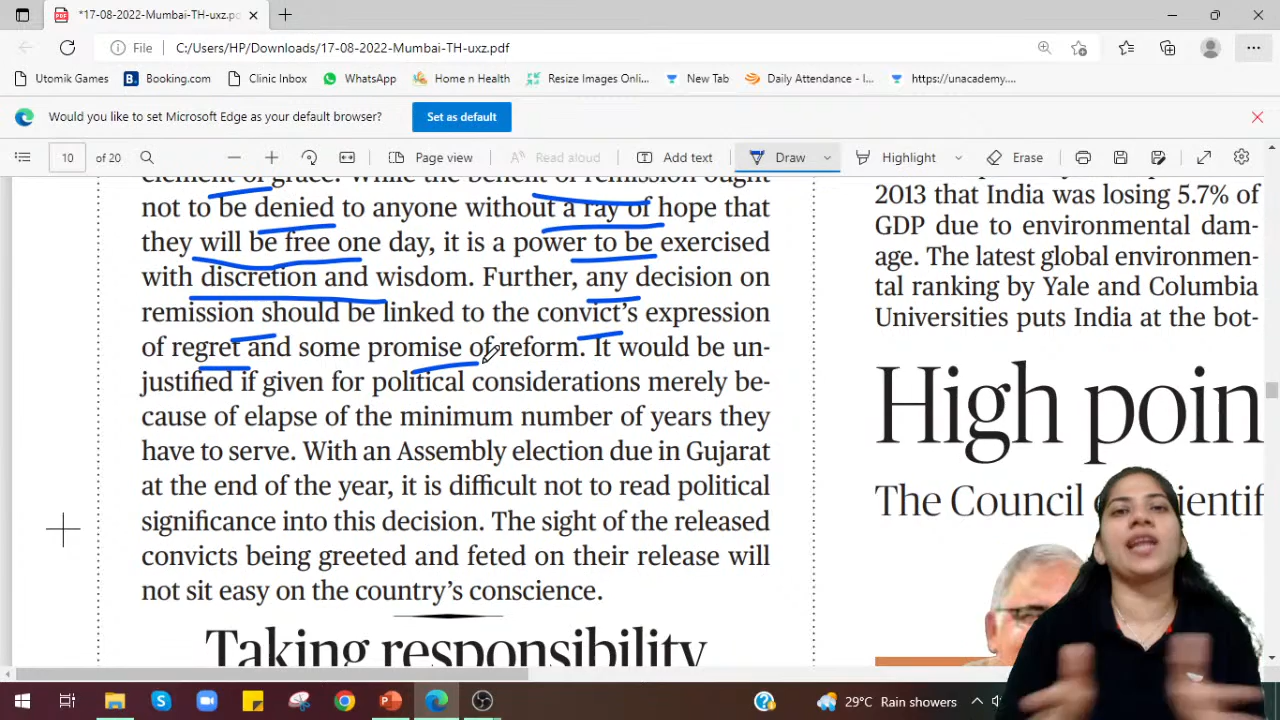 *17-08-2022-Mumbai-TH-uxz.pdf
File C:/Users/HP/Downloads/17-08-2022-Mumbai-TH-uxz.pdf
Utomik Games Booking.com Clinic Inbox WhatsApp Home n Health Resize Images Onli... New Tab Daily Attendance - I... https://unacademy....
Would you like to set Microsoft Edge as your default browser? Set as default
10 of 20 Page view Read aloud Add text Draw Highlight Erase
element of grace. While the benefit of remission ought
not to be denied to anyone without a ray of hope that
they will be free one day, it is a power to be exercised
with discretion and wisdom. Further, any decision on
remission should be linked to the convict's expression
of regret and some promise of reform. It would be un-
justified if given for political considerations merely be-
cause of elapse of the minimum number of years they
have to serve. With an Assembly election due in Gujarat
at the end of the year, it is difficult not to read political
significance into this decision. The sight of the released
convicts being greeted and feted on their release will
not sit easy on the country's conscience.
Taking responsibility
2013 that India was losing 5.7% of
GDP due to environmental dam-
age. The latest global environmen-
tal ranking by Yale and Columbia
Universities puts India at the bot-
High poin
The Council
29°C Rain showers